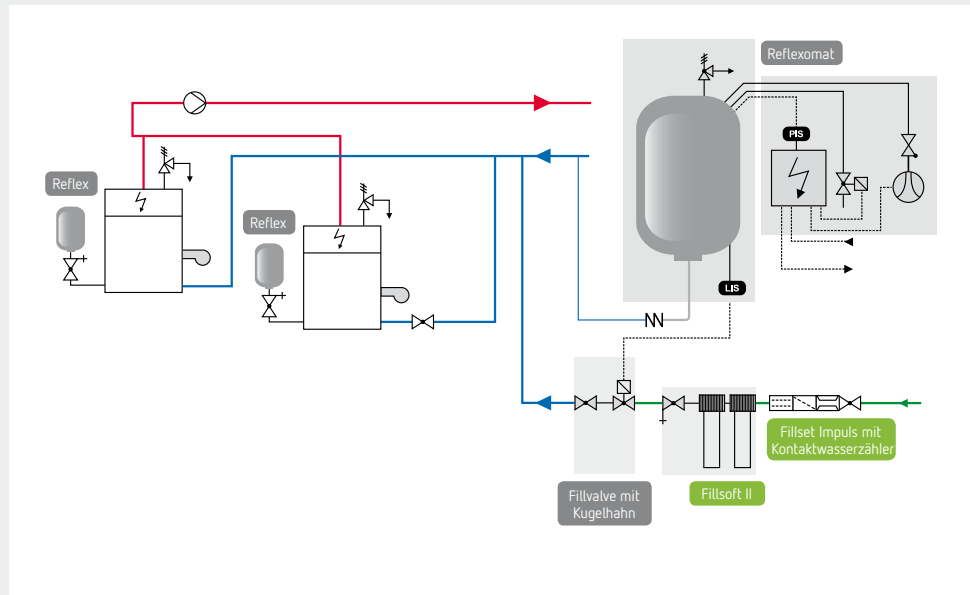 Reflexomat
PIS
Reflex
Reflex
LIS
Fillset Impuls mit
Kontaktwasserzähler
Fillvalve mit
Kugelhahn
Fillsoft II